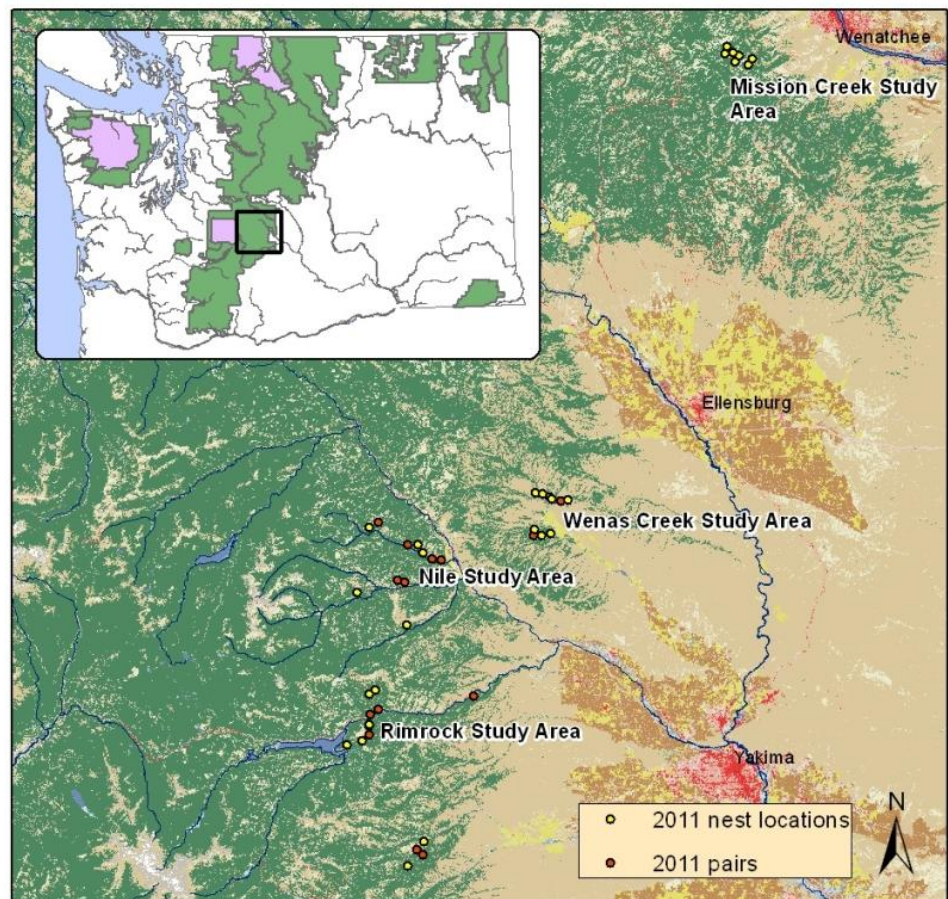 Wenatchee
Mission Creek Study
Area
Ellensburg
Wenas Creek Study Area
Nile Study Area
Rimrock Study Area
Yakima
N
2011 nest locations
2011 pairs